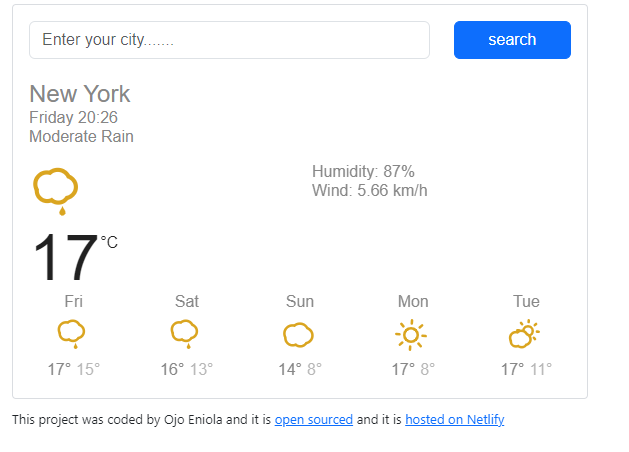 Enter your city.......
search
New York
Friday 20:26
Moderate Rain
Humidity: 87%
Wind: 5.66 km/h
17°C
Fri Sat Sun Mon Tue
17° 15° 16° 13° 14° 8° 17° 8° 17° 11°
This project was coded by Ojo Eniola and it is open sourced and it is hosted on Netlify